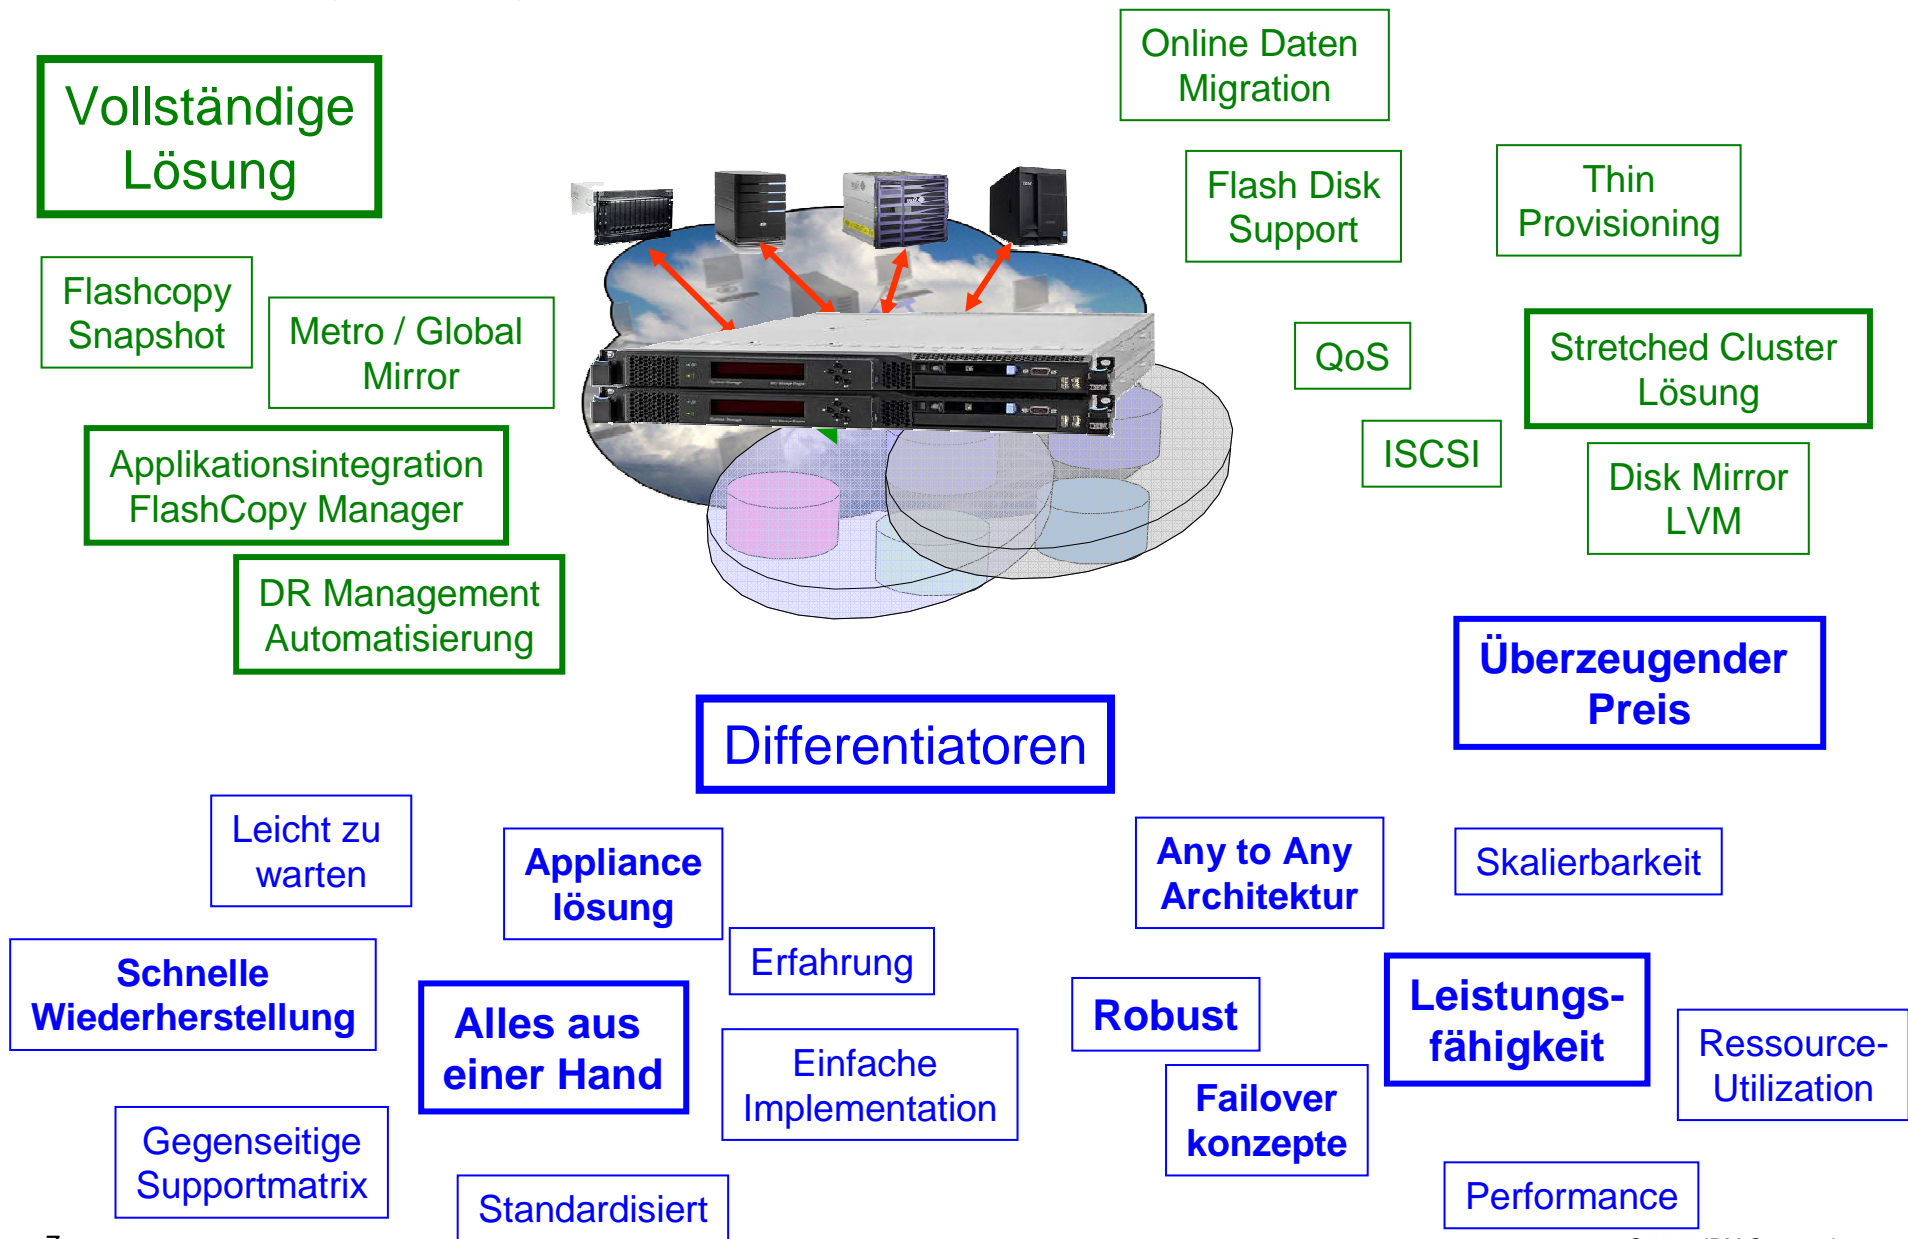 Online Daten
Migration
Vollständige
Lösung
Flash Disk
Support
Thin
Provisioning
Flashcopy
Snapshot
Metro / Global
Mirror
QoS
Stretched Cluster
Lösung
Applikationsintegration
FlashCopy Manager
ISCSI
Disk Mirror
LVM
DR Management
Automatisierung
Überzeugender
Preis
Differentiatoren
Leicht zu
warten
Appliance
lösung
Any to Any
Architektur
Skalierbarkeit
Schnelle
Wiederherstellung
Erfahrung
Alles aus
einer Hand
Robust
Leistungs-
fähigkeit
Einfache
Implementation
Ressource-
Utilization
Failover
konzepte
Gegenseitige
Supportmatrix
Standardisiert
Performance